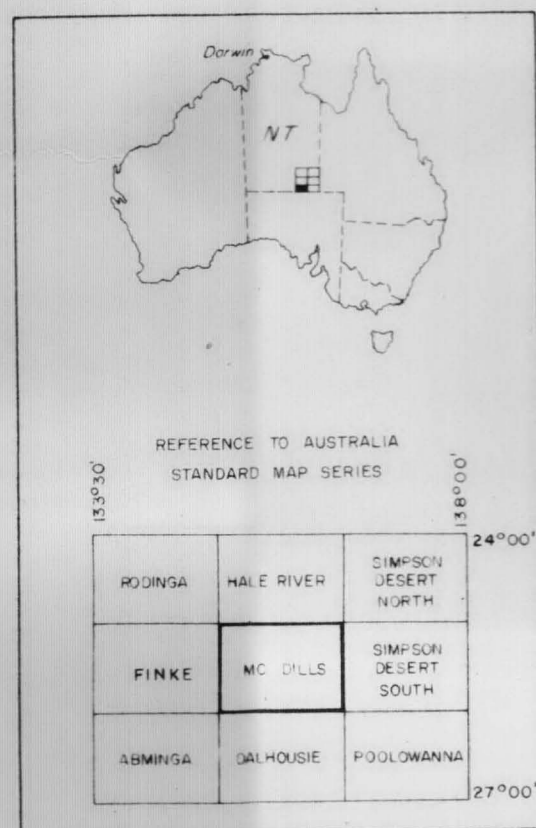 Darwin
NT
REFERENCE TO AUSTRALIA
STANDARD MAP SERIES
133°30'
138°00'
24°00'
RODINGA
HALE RIVER
SIMPSON
DESERT
NORTH
FINKE
MC DILLS
SIMPSON
DESERT
SOUTH
ABMINGA
DALHOUSIE
POOLOWANNA
27°00'